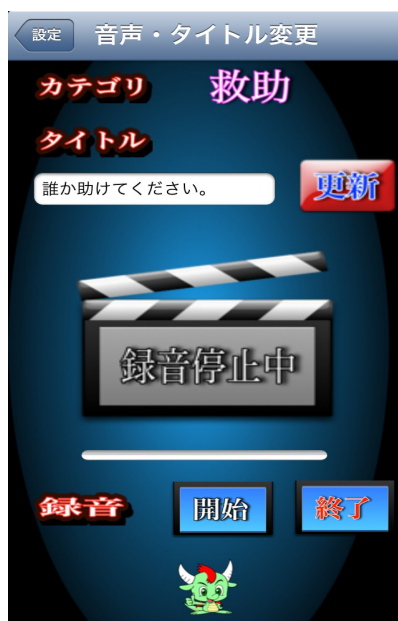 設定 音声・タイトル変更
カテゴリ 救助
タイトル
誰か助けてください。 更新
録音停止中
録音 開始 終了